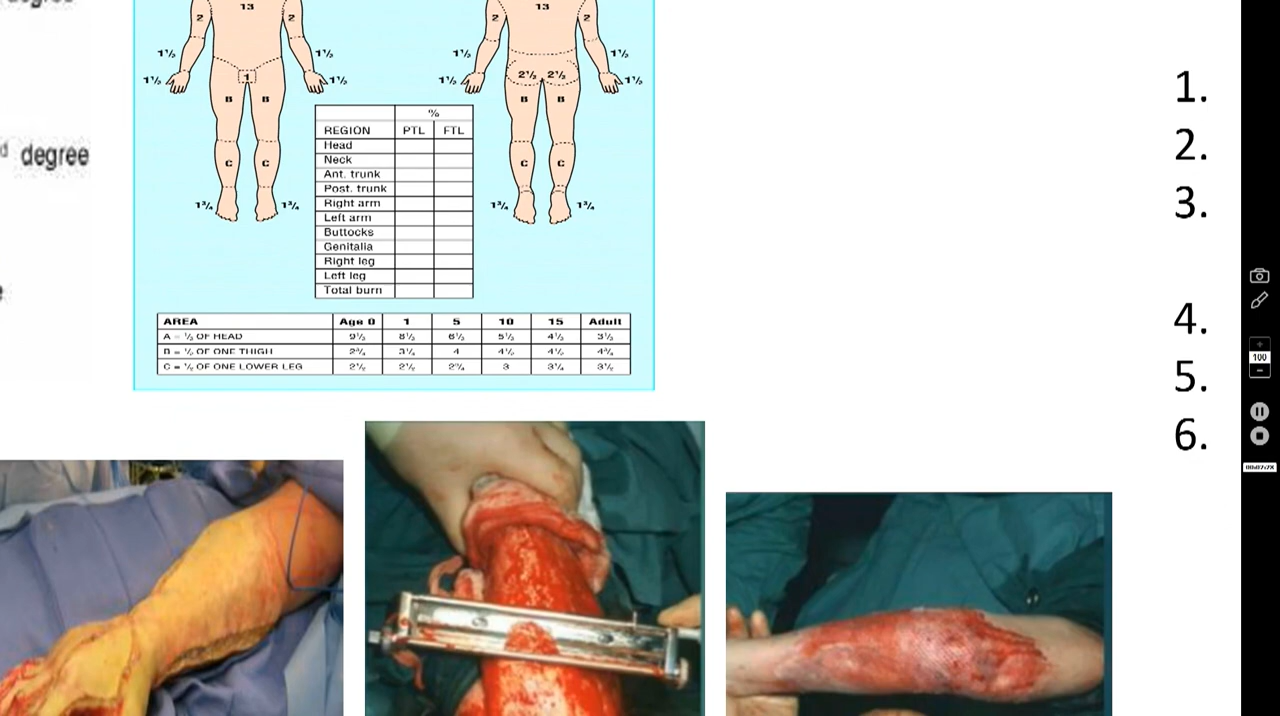 degree
13
13
2
2
2
2
1½
1½
1½
1½
1½
1½
1½
1½
1
2½ 2½
B B
B B
C C
C C
1¾
1¾
1¾
1¾
%
REGION PTL FTL
Head
Neck
Ant. trunk
Post. trunk
Right arm
Left arm
Buttocks
Genitalia
Right leg
Left leg
Total burn
AREA Age 0 1 5 10 15 Adult
A = ½ OF HEAD 9½ 8½ 6½ 5½ 4½ 3½
B = ½ OF ONE THIGH 2¾ 3¼ 4 4½ 4½ 4¾
C = ½ OF ONE LOWER LEG 2½ 2½ 2¾ 3 3¼ 3½
d degree
e
1.
2.
3.
4.
5.
6.
100
00:07:28